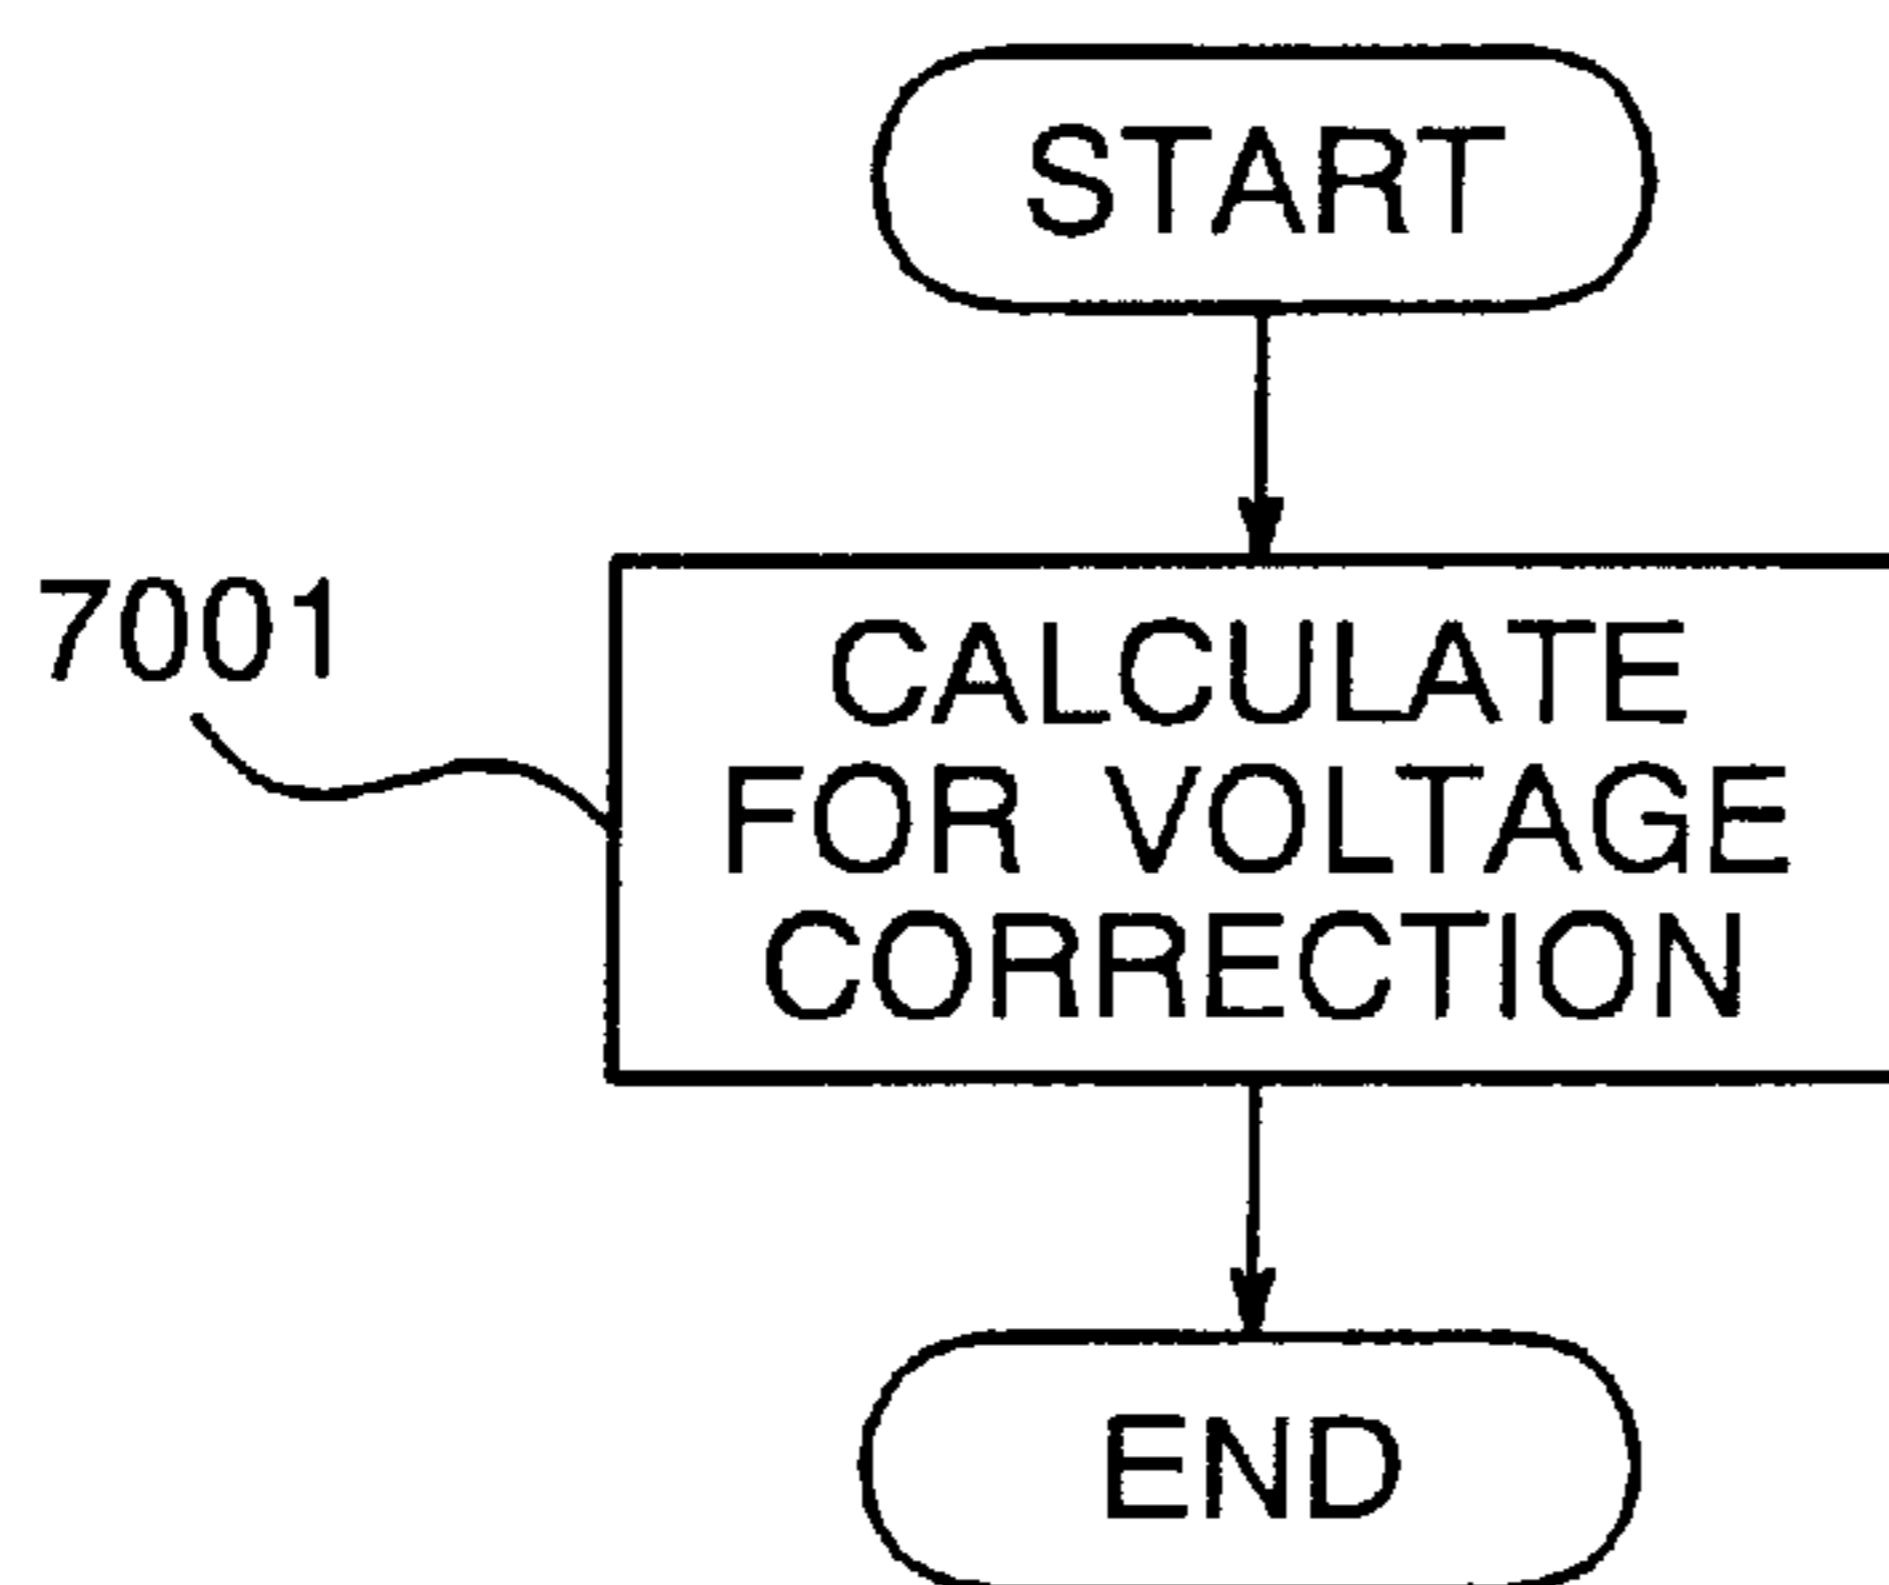 START
7001
CALCULATE
FOR VOLTAGE
CORRECTION
END